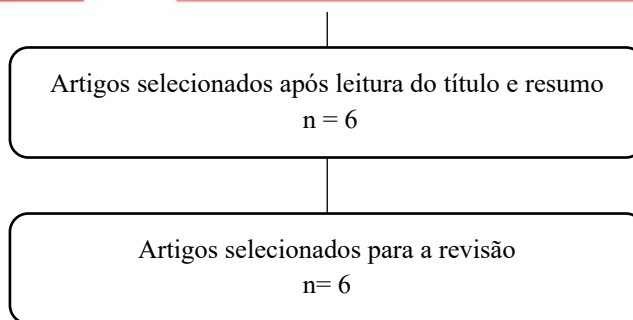 Artigos selecionados após leitura do título e resumo
n = 6
Artigos selecionados para a revisão
n= 6